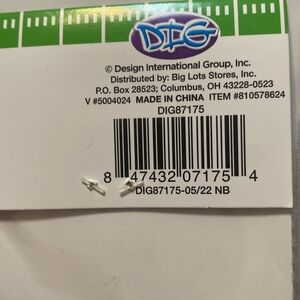 DIG
© Design International Group, Inc.
Distributed by: Big Lots Stores, Inc.
P.O. Box 28523; Columbus, OH 43228-0523
V #5004024 MADE IN CHINA ITEM #810578624
DIG87175
8 47432 07175 4
DIG87175-05/22 NB